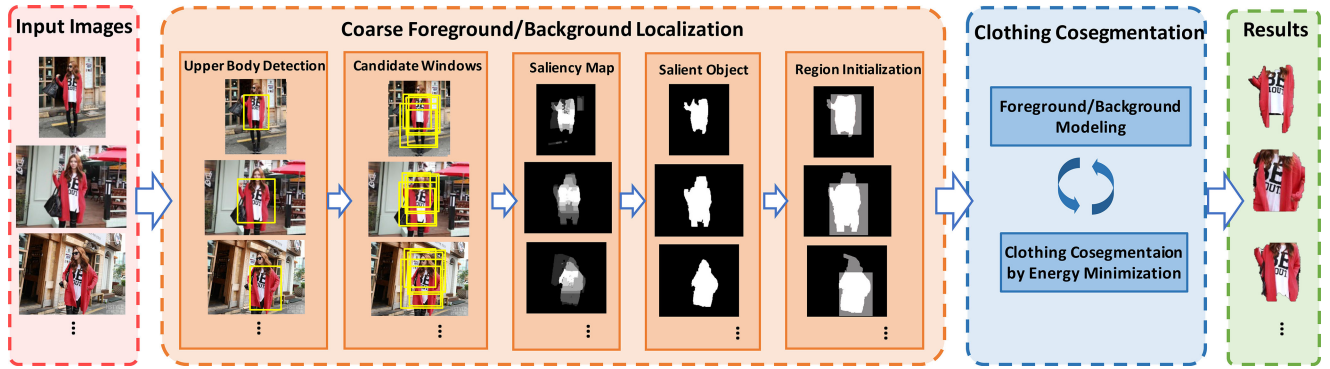 Input Images
Coarse Foreground/Background Localization
Clothing Cosegmentation
Results
Upper Body Detection
Candidate Windows
Saliency Map
Salient Object
Region Initialization
Foreground/Background
Modeling
Clothing Cosegmentaion
by Energy Minimization